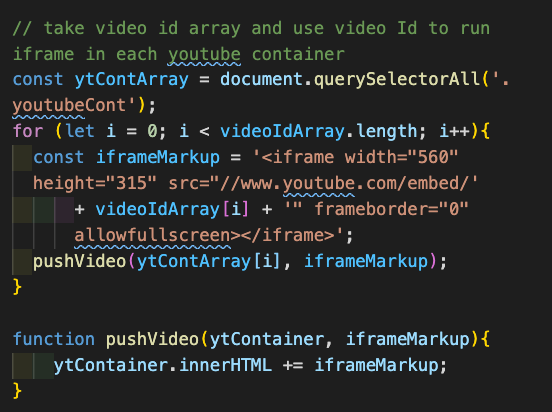 // take video id array and use video Id to run
iframe in each youtube container
const ytContArray = document.querySelectorAll('.
youtubeCont');
for (let i = 0; i < videoIdArray.length; i++){
const iframeMarkup = '<iframe width="560"
height="315" src="//www.youtube.com/embed/'
+ videoIdArray[i] + '" frameborder="0"
allowfullscreen></iframe>';
pushVideo(ytContArray[i], iframeMarkup);
}
function pushVideo(ytContainer, iframeMarkup){
ytContainer.innerHTML += iframeMarkup;
}